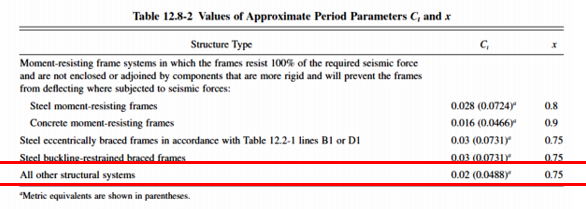 Table 12.8-2 Values of Approximate Period Parameters Cₜ and x
Structure Type Cₜ x
Moment-resisting frame systems in which the frames resist 100% of the required seismic force
and are not enclosed or adjoined by components that are more rigid and will prevent the frames
from deflecting where subjected to seismic forces:
Steel moment-resisting frames 0.028 (0.0724)ᵃ 0.8
Concrete moment-resisting frames 0.016 (0.0466)ᵃ 0.9
Steel eccentrically braced frames in accordance with Table 12.2-1 lines B1 or D1 0.03 (0.0731)ᵃ 0.75
Steel buckling-restrained braced frames 0.03 (0.0731)ᵃ 0.75
All other structural systems 0.02 (0.0488)ᵃ 0.75
ᵃMetric equivalents are shown in parentheses.